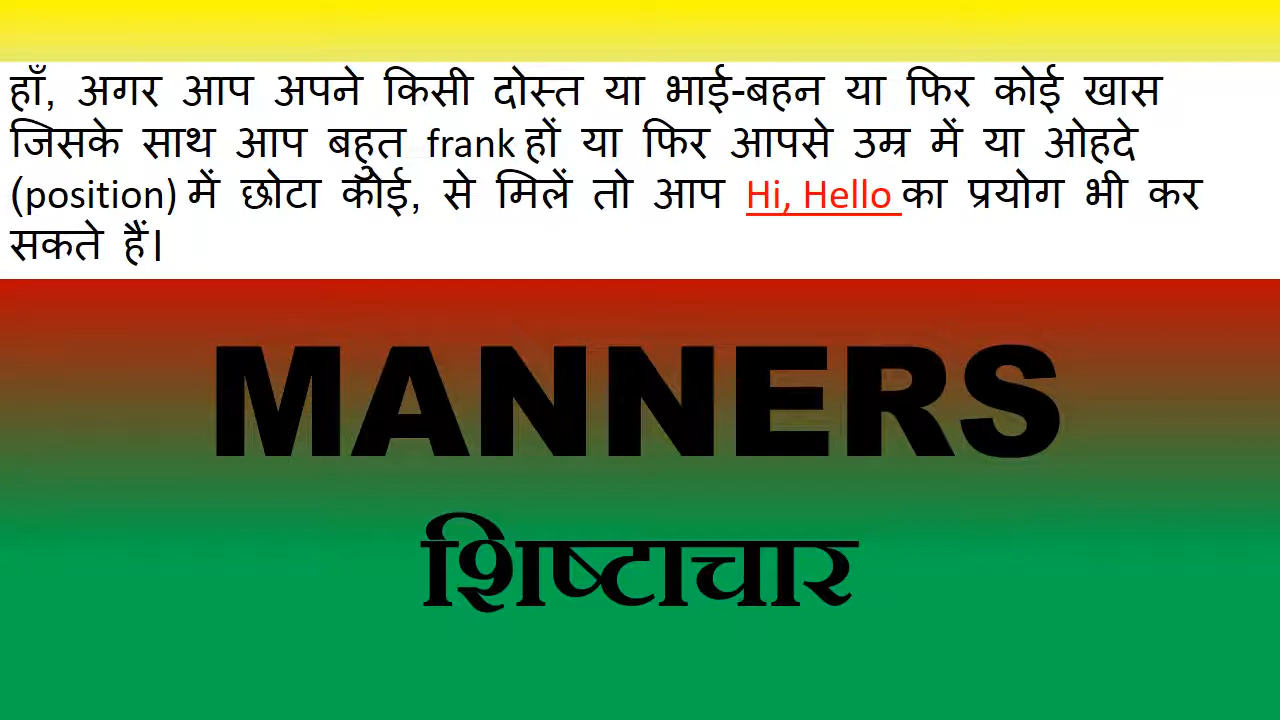 हाँ, अगर आप अपने किसी दोस्त या भाई-बहन या फिर कोई खास
जिसके साथ आप बहुत frank हों या फिर आपसे उम्र में या ओहदे
(position) में छोटा कोई, से मिलें तो आप Hi, Hello का प्रयोग भी कर
सकते हैं।
MANNERS
शिष्टाचार